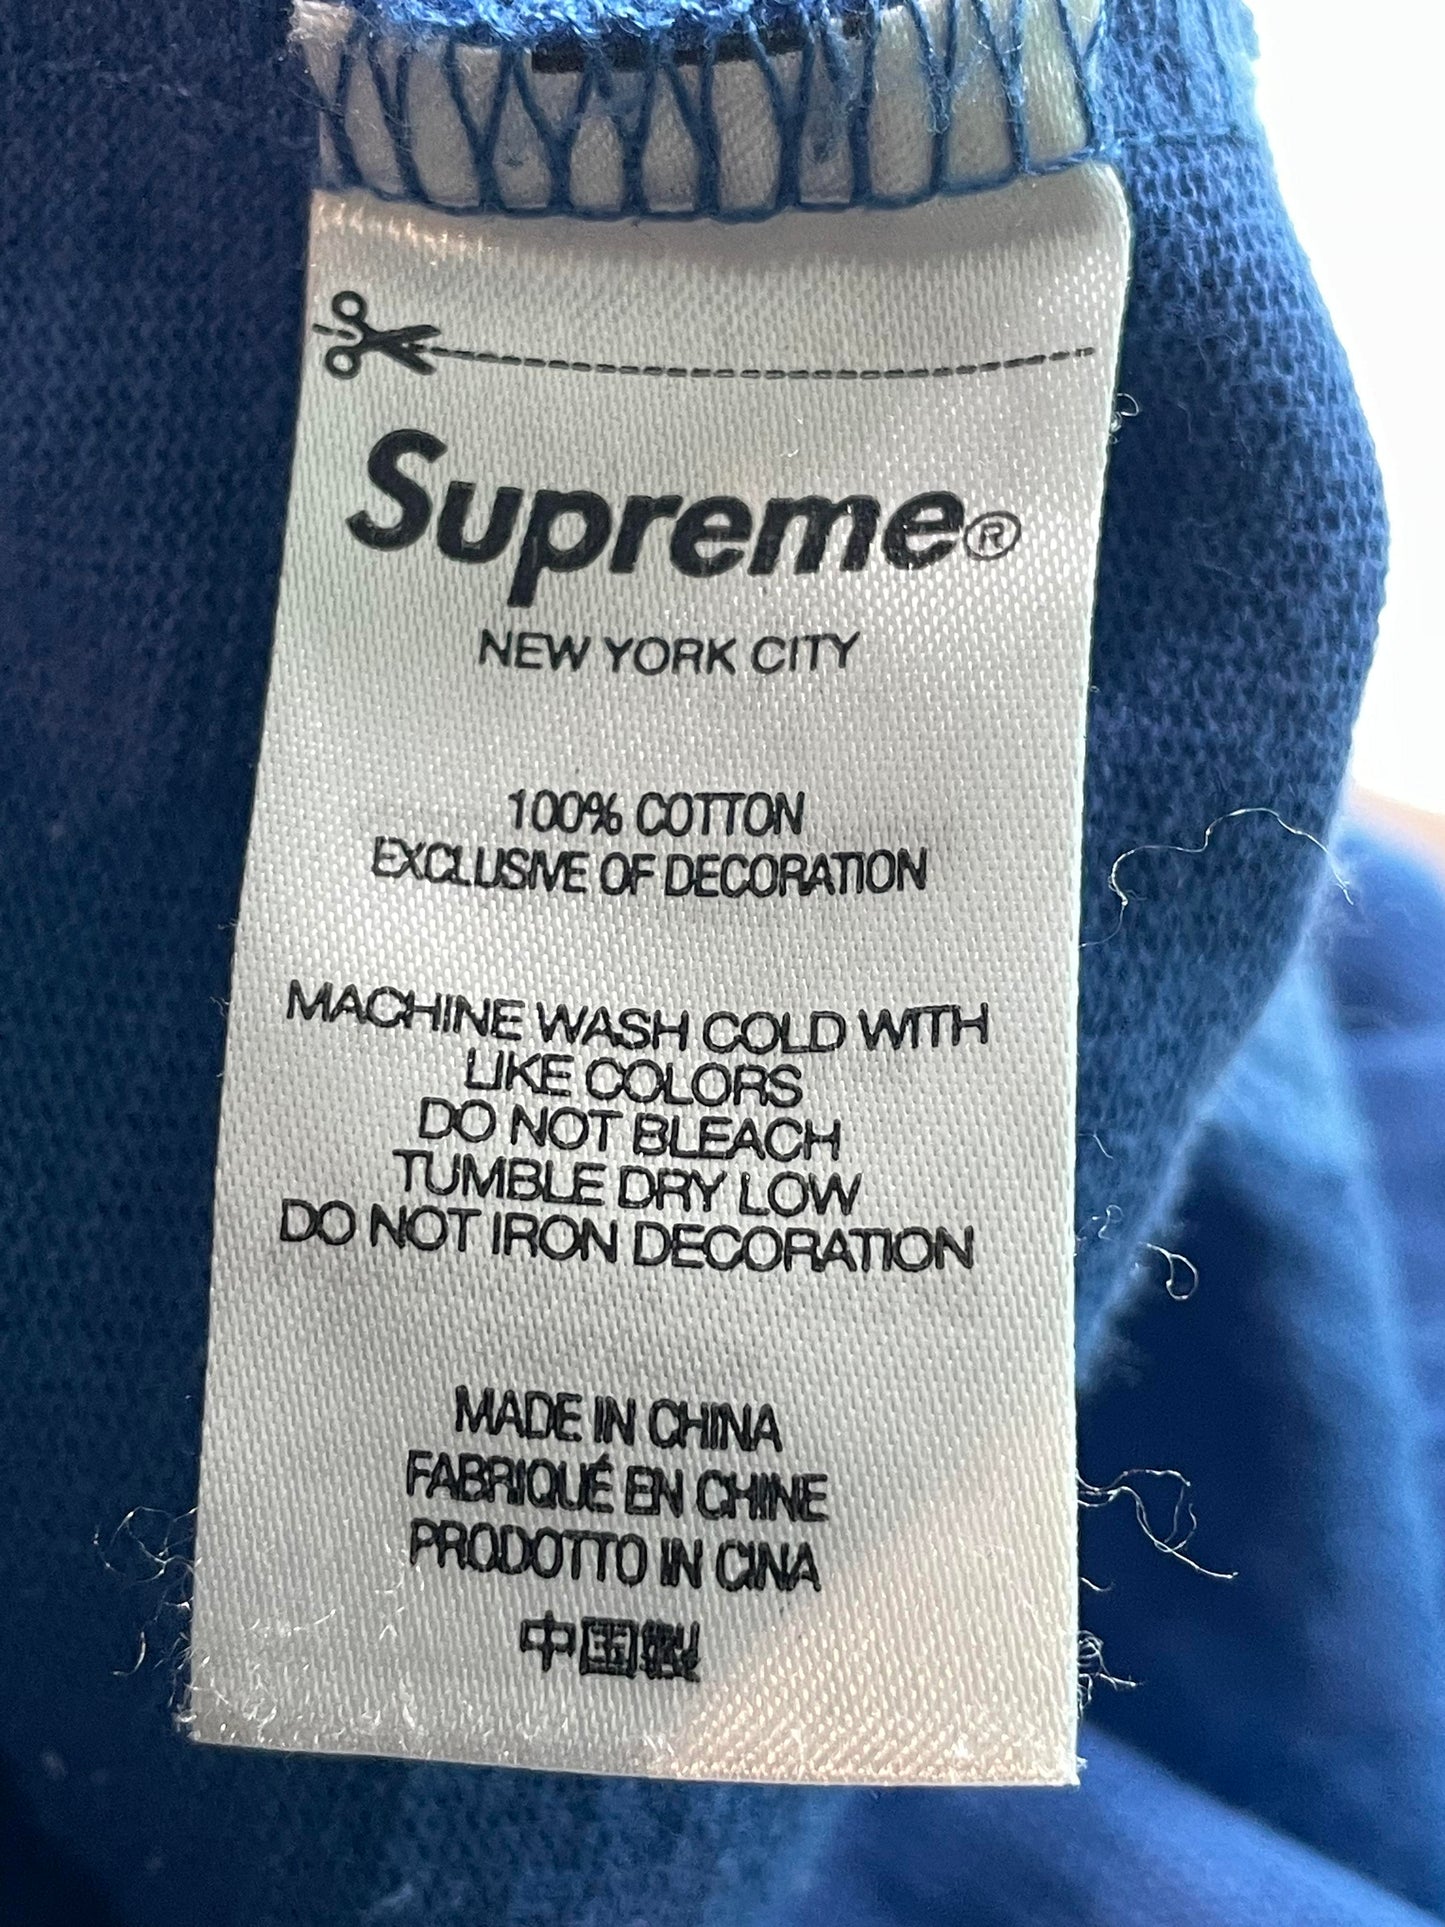 Supreme®
NEW YORK CITY
100% COTTON
EXCLUSIVE OF DECORATION
MACHINE WASH COLD WITH
LIKE COLORS
DO NOT BLEACH
TUMBLE DRY LOW
DO NOT IRON DECORATION
MADE IN CHINA
FABRIQUÉ EN CHINE
PRODOTTO IN CINA
中国製